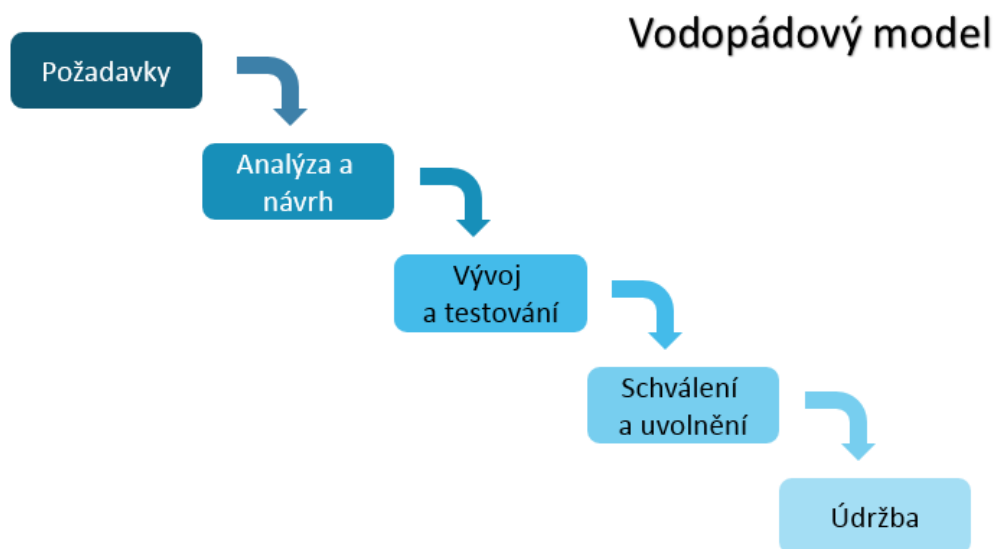 Vodopádový model
Požadavky
Analýza a
návrh
Vývoj
a testování
Schválení
a uvolnění
Údržba